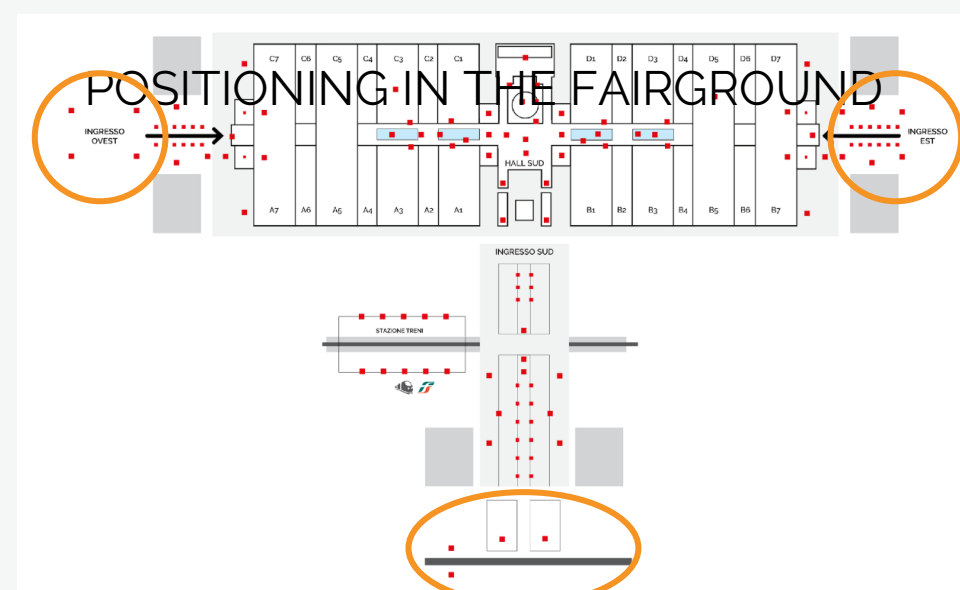 POSITIONING IN THE FAIRGROUND
C7 C6 C5 C4 C3 C2 C1 D1 D2 D3 D4 D5 D6 D7
INGRESSO
OVEST
INGRESSO
EST
HALL SUD
A7 A6 A5 A4 A3 A2 A1 B1 B2 B3 B4 B5 B6 B7
INGRESSO SUD
STAZIONE TRENI